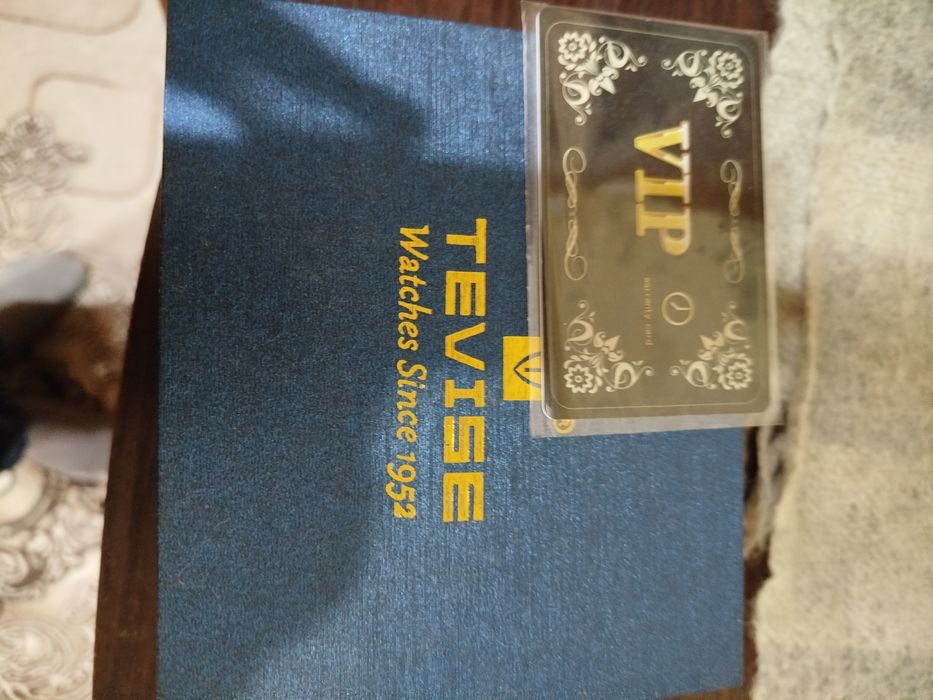 VIP
warranty card
®
TEVISE
Watches Since 1952